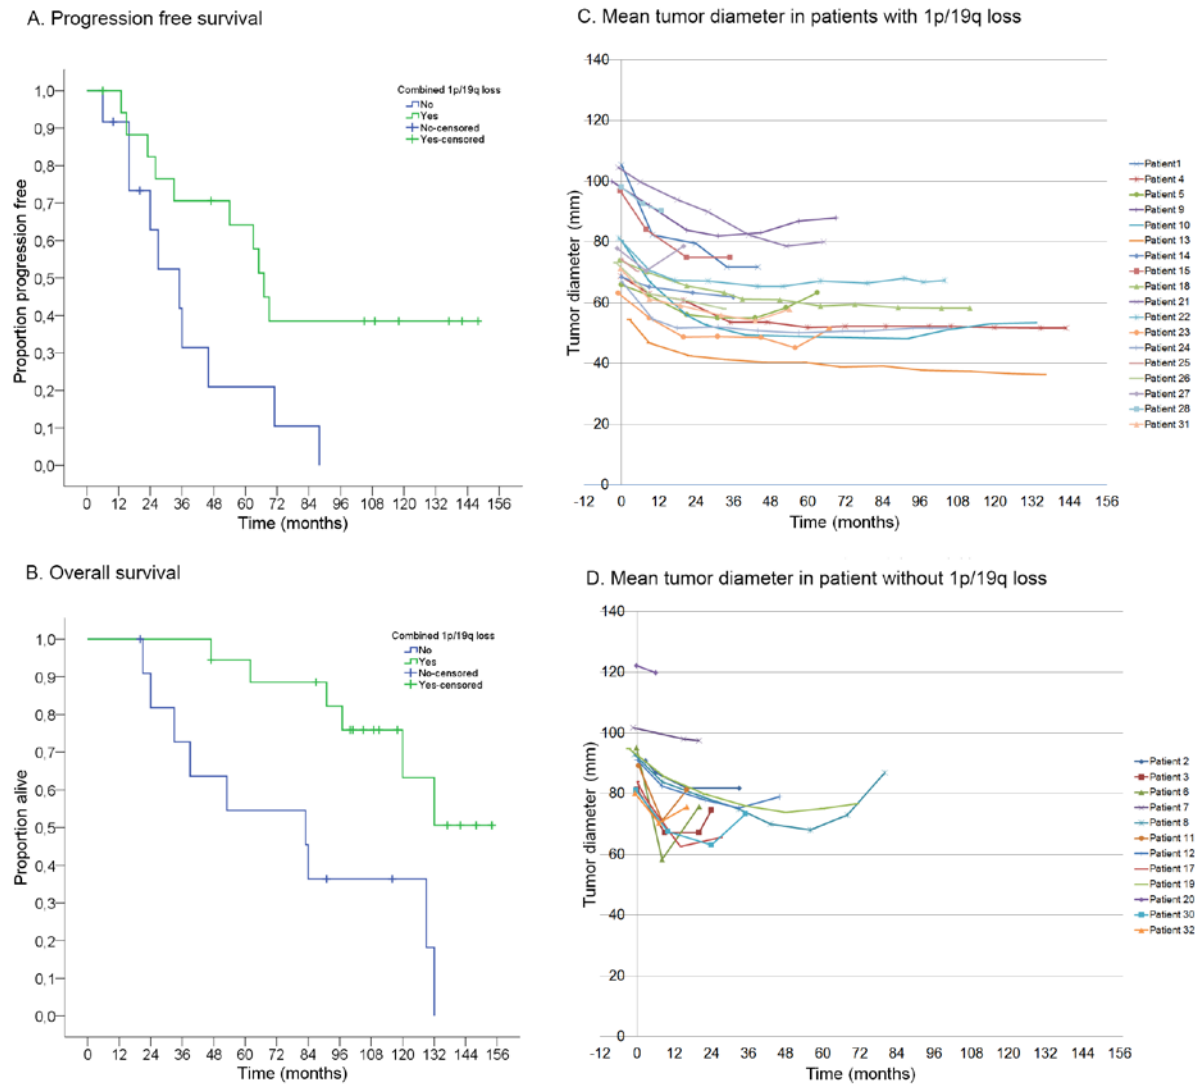 A. Progression free survival
Combined 1p/19q loss
No
Yes
No-censored
Yes-censored
Proportion progression free
1,0
0,9
0,8
0,7
0,6
0,5
0,4
0,3
0,2
0,1
0,0
0 12 24 36 48 60 72 84 96 108 120 132 144 156
Time (months)
C. Mean tumor diameter in patients with 1p/19q loss
Tumor diameter (mm)
140
120
100
80
60
40
20
0
-12 0 12 24 36 48 60 72 84 96 108 120 132 144 156
Time (months)
Patient1
Patient 4
Patient 5
Patient 9
Patient 10
Patient 13
Patient 14
Patient 15
Patient 18
Patient 21
Patient 22
Patient 23
Patient 24
Patient 25
Patient 26
Patient 27
Patient 28
Patient 31
B. Overall survival
Combined 1p/19q loss
No
Yes
No-censored
Yes-censored
Proportion alive
1,0
0,9
0,8
0,7
0,6
0,5
0,4
0,3
0,2
0,1
0,0
0 12 24 36 48 60 72 84 96 108 120 132 144 156
Time (months)
D. Mean tumor diameter in patient without 1p/19q loss
Tumor diameter (mm)
140
120
100
80
60
40
20
0
-12 0 12 24 36 48 60 72 84 96 108 120 132 144 156
Time (months)
Patient 2
Patient 3
Patient 6
Patient 7
Patient 8
Patient 11
Patient 12
Patient 17
Patient 19
Patient 20
Patient 30
Patient 32